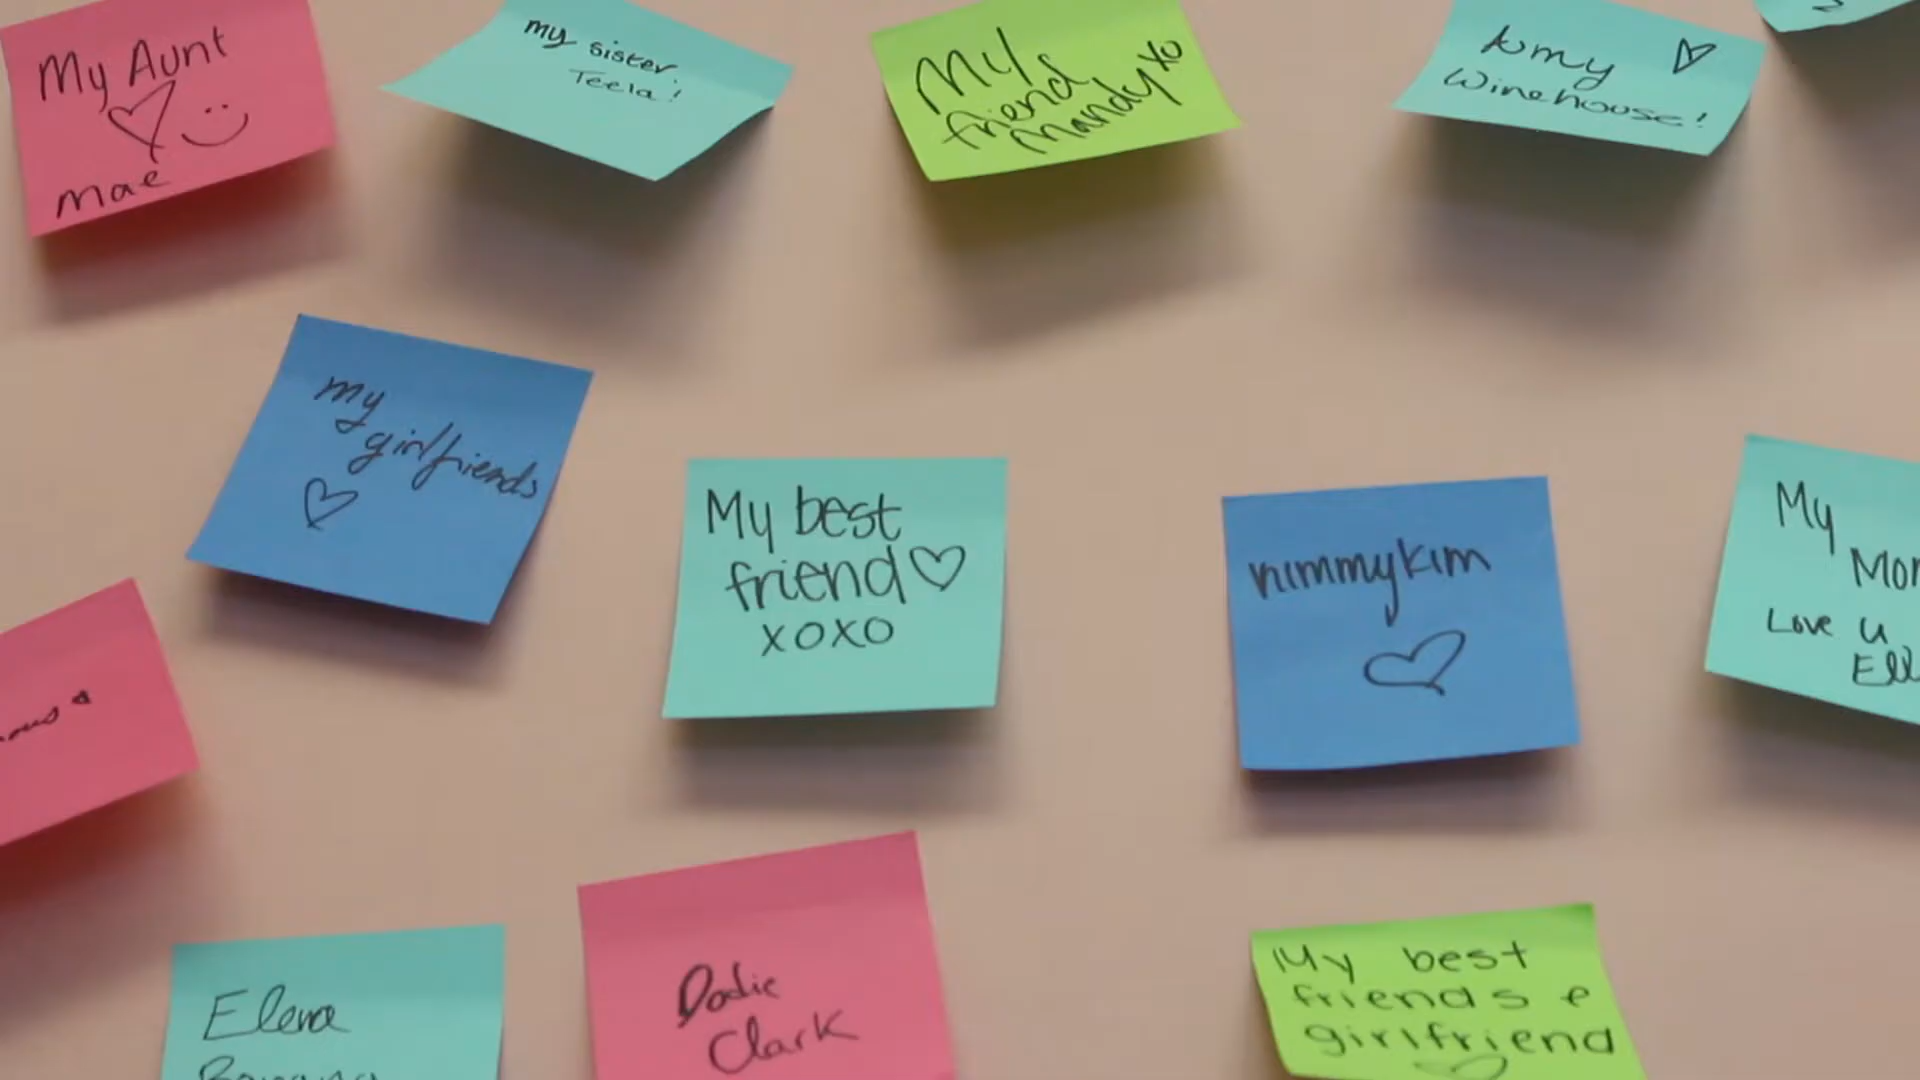 My Aunt
Mae
my sister
Teela!
My
friend
Mandy xo
Amy
Winehouse!
my
girlfriends
My best
friend
xoxo
nimmykim
My
Love u
Elena
Dodie
Clark
My best
friends e
girlfriend